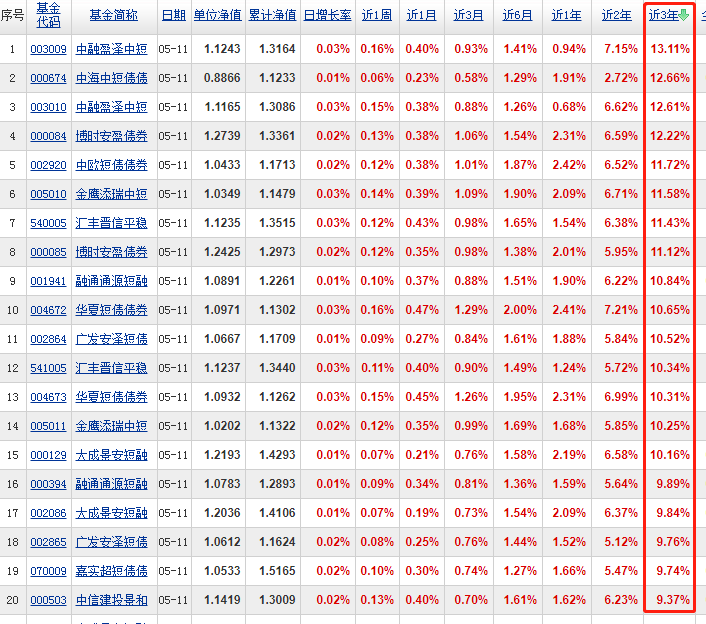 序号 基金代码 基金简称 日期 单位净值 累计净值 日增长率 近1周 近1月 近3月 近6月 近1年 近2年 近3年
1 003009 中融盈泽中短 05-11 1.1243 1.3164 0.03% 0.16% 0.40% 0.93% 1.41% 0.94% 7.15% 13.11%
2 000674 中海中短债债 05-11 0.8866 1.1233 0.01% 0.06% 0.23% 0.58% 1.29% 1.91% 2.72% 12.66%
3 003010 中融盈泽中短 05-11 1.1165 1.3086 0.03% 0.15% 0.38% 0.88% 1.26% 0.68% 6.62% 12.61%
4 000084 博时安盈债券 05-11 1.2739 1.3361 0.02% 0.13% 0.38% 1.06% 1.54% 2.31% 6.59% 12.22%
5 002920 中欧短债债券 05-11 1.0433 1.1713 0.02% 0.12% 0.38% 1.01% 1.87% 2.42% 6.52% 11.72%
6 005010 金鹰添瑞中短 05-11 1.0349 1.1479 0.03% 0.14% 0.39% 1.09% 1.90% 2.09% 6.71% 11.58%
7 540005 汇丰晋信平稳 05-11 1.1235 1.3515 0.03% 0.12% 0.43% 0.98% 1.65% 1.54% 6.38% 11.43%
8 000085 博时安盈债券 05-11 1.2425 1.2973 0.02% 0.12% 0.35% 0.98% 1.38% 2.01% 5.95% 11.12%
9 001941 融通通源短融 05-11 1.0891 1.2261 0.01% 0.10% 0.37% 0.88% 1.51% 1.90% 6.22% 10.84%
10 004672 华夏短债债券 05-11 1.0971 1.1302 0.03% 0.16% 0.47% 1.29% 2.00% 2.41% 7.21% 10.65%
11 002864 广发安泽短债 05-11 1.0667 1.1709 0.01% 0.09% 0.27% 0.84% 1.61% 1.88% 5.84% 10.52%
12 541005 汇丰晋信平稳 05-11 1.1237 1.3440 0.03% 0.11% 0.40% 0.90% 1.49% 1.24% 5.72% 10.34%
13 004673 华夏短债债券 05-11 1.0932 1.1262 0.03% 0.15% 0.45% 1.26% 1.95% 2.31% 6.99% 10.31%
14 005011 金鹰添瑞中短 05-11 1.0202 1.1322 0.02% 0.12% 0.35% 0.99% 1.69% 1.68% 5.85% 10.25%
15 000129 大成景安短融 05-11 1.2193 1.4293 0.01% 0.07% 0.21% 0.76% 1.58% 2.19% 6.58% 10.16%
16 000394 融通通源短融 05-11 1.0783 1.2893 0.01% 0.09% 0.34% 0.81% 1.36% 1.59% 5.64% 9.89%
17 002086 大成景安短融 05-11 1.2036 1.4106 0.01% 0.07% 0.19% 0.73% 1.54% 2.09% 6.37% 9.84%
18 002865 广发安泽短债 05-11 1.0612 1.1624 0.02% 0.08% 0.25% 0.76% 1.44% 1.52% 5.12% 9.76%
19 070009 嘉实超短债债 05-11 1.0533 1.5165 0.02% 0.10% 0.30% 0.74% 1.27% 1.66% 5.47% 9.74%
20 000503 中信建投景和 05-11 1.1419 1.3009 0.02% 0.13% 0.40% 0.70% 1.61% 1.62% 6.23% 9.37%